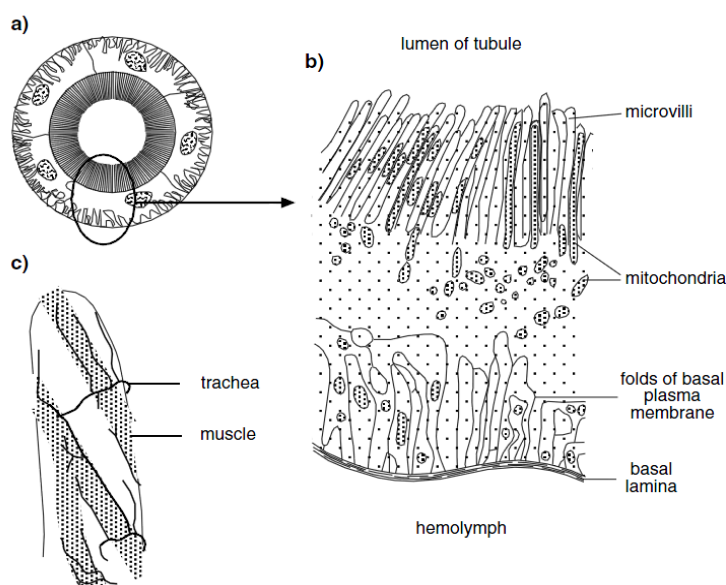 a)
lumen of tubule
b)
microvilli
mitochondria
c)
trachea
muscle
folds of basal
plasma
membrane
basal
lamina
hemolymph